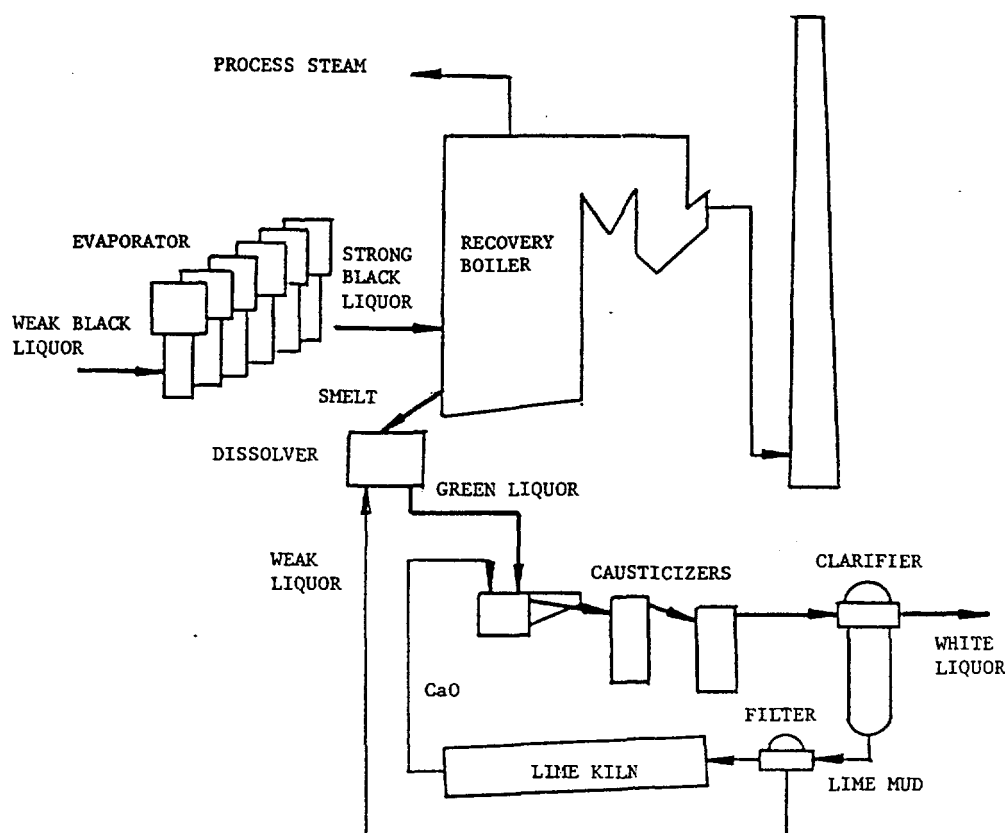 PROCESS STEAM
EVAPORATOR
STRONG
BLACK
LIQUOR
RECOVERY
BOILER
WEAK BLACK
LIQUOR
SMELT
DISSOLVER
GREEN LIQUOR
WEAK
LIQUOR
CAUSTICIZERS
CLARIFIER
WHITE
LIQUOR
CaO
FILTER
LIME KILN
LIME MUD